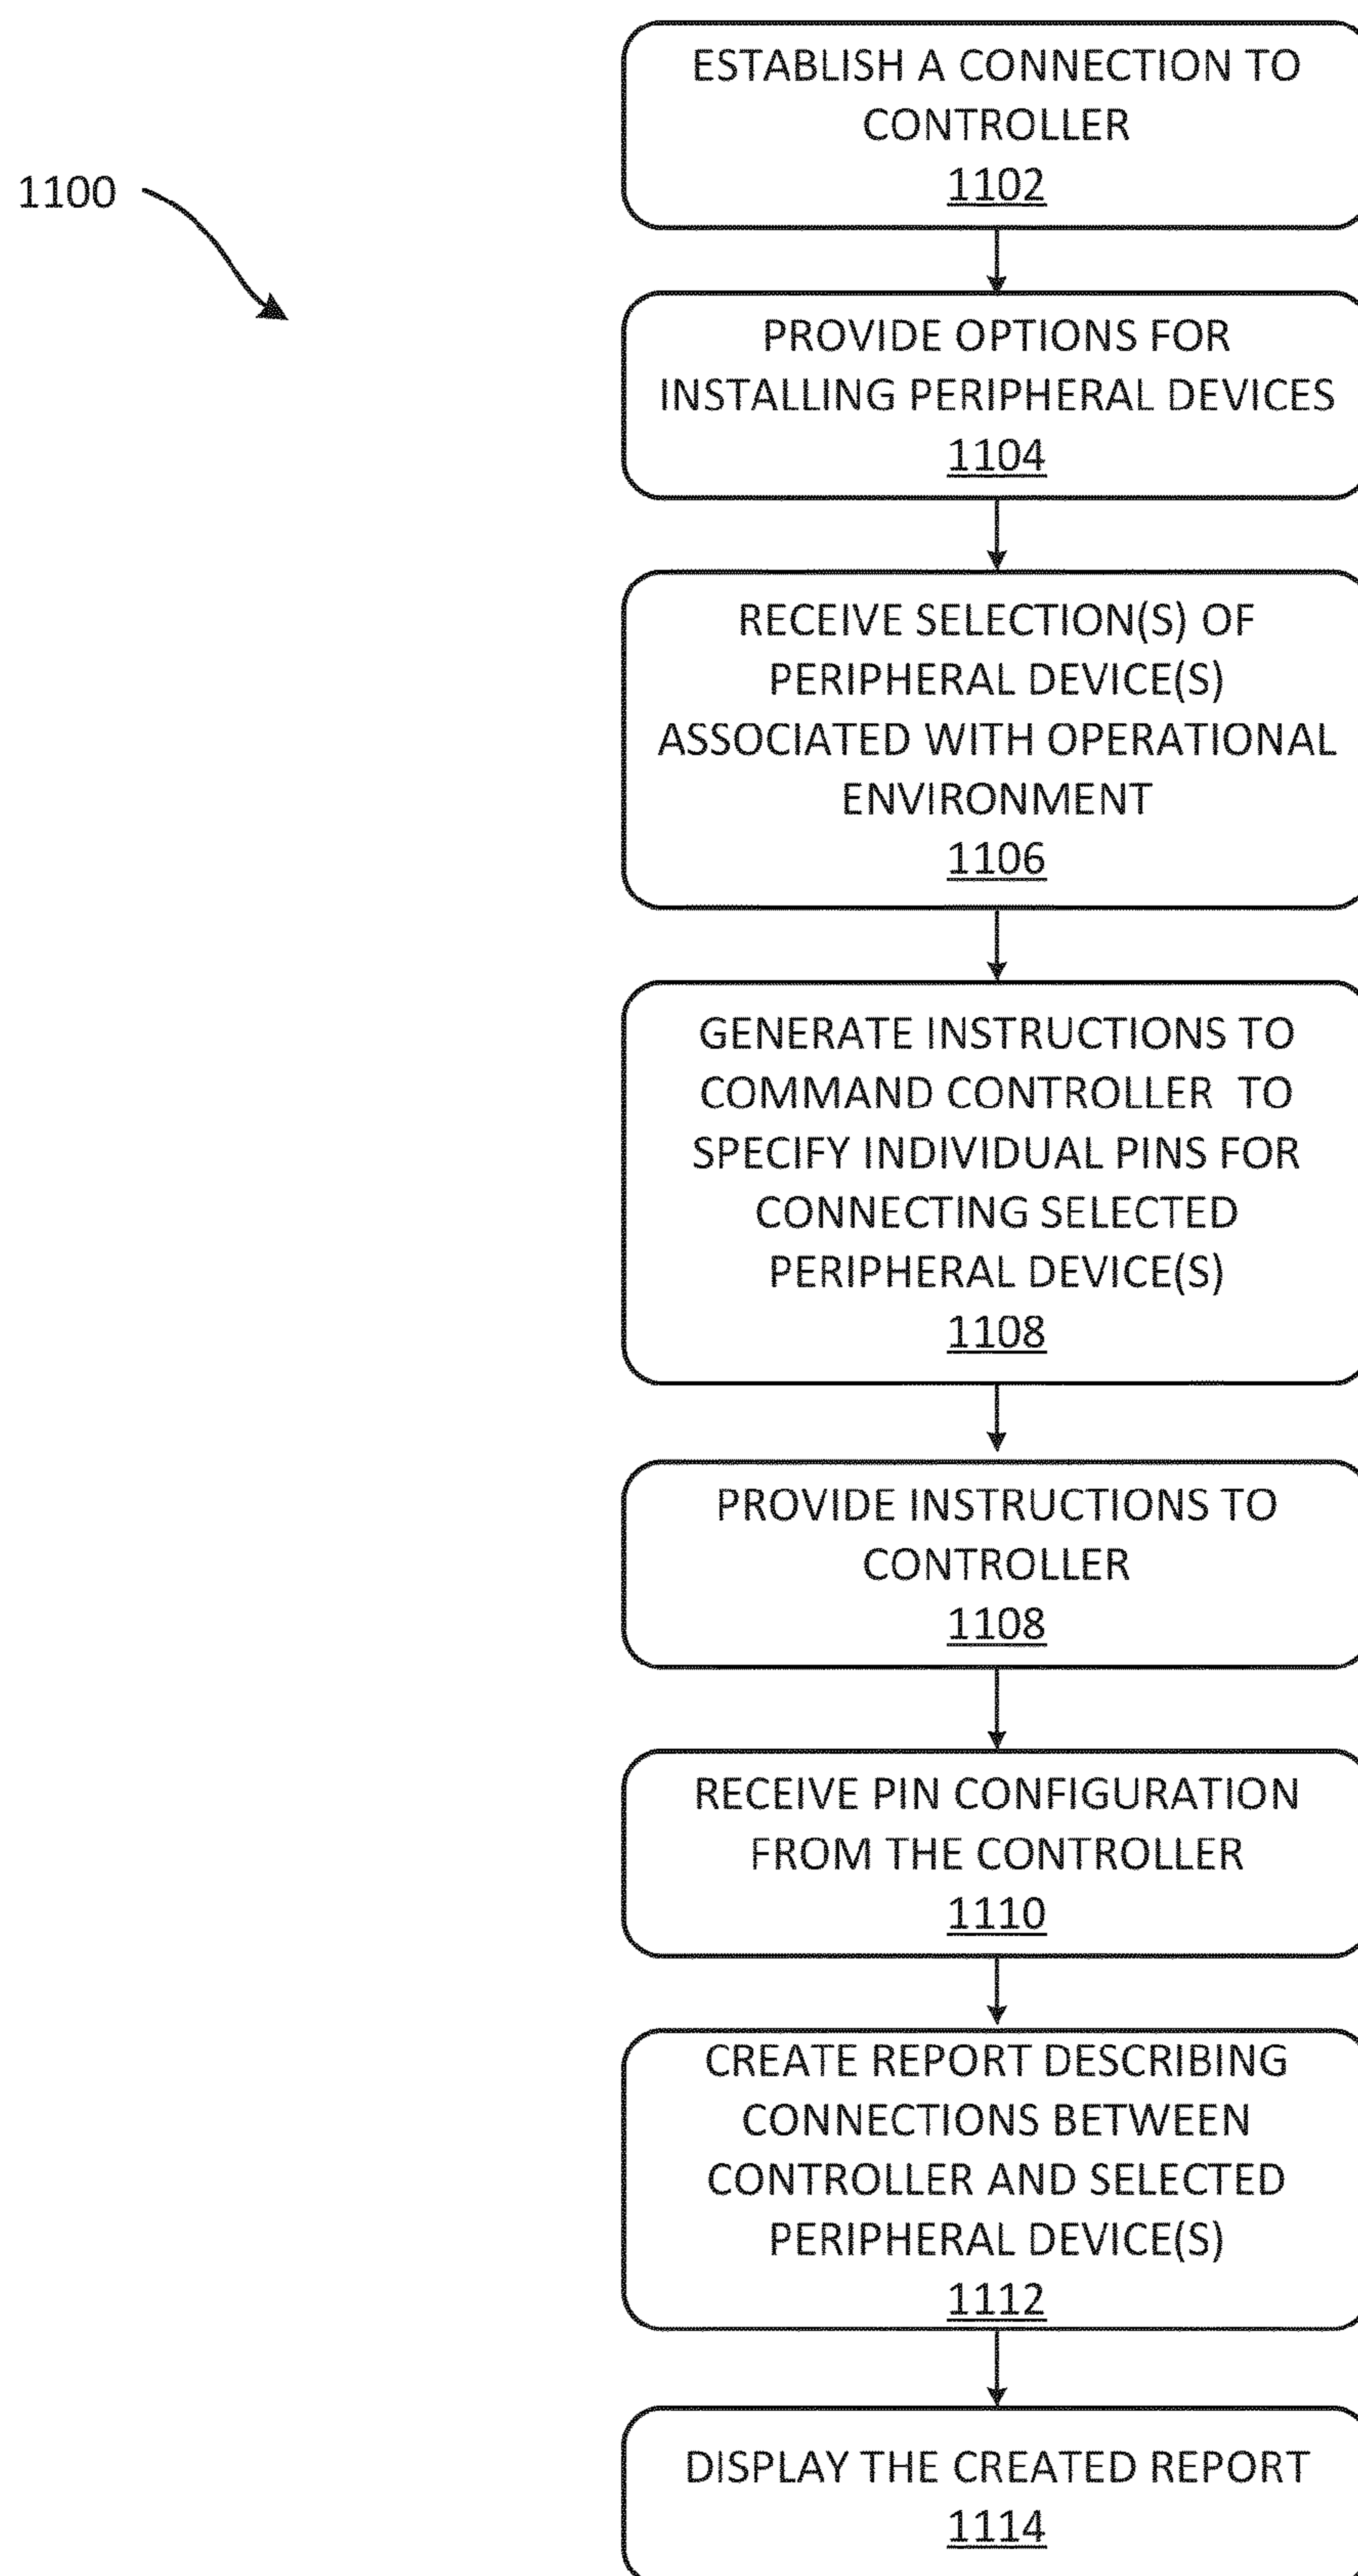 ESTABLISH A CONNECTION TO
CONTROLLER
1102
1100
PROVIDE OPTIONS FOR
INSTALLING PERIPHERAL DEVICES
1104
RECEIVE SELECTION(S) OF
PERIPHERAL DEVICE(S)
ASSOCIATED WITH OPERATIONAL
ENVIRONMENT
1106
GENERATE INSTRUCTIONS TO
COMMAND CONTROLLER TO
SPECIFY INDIVIDUAL PINS FOR
CONNECTING SELECTED
PERIPHERAL DEVICE(S)
1108
PROVIDE INSTRUCTIONS TO
CONTROLLER
1108
RECEIVE PIN CONFIGURATION
FROM THE CONTROLLER
1110
CREATE REPORT DESCRIBING
CONNECTIONS BETWEEN
CONTROLLER AND SELECTED
PERIPHERAL DEVICE(S)
1112
DISPLAY THE CREATED REPORT
1114